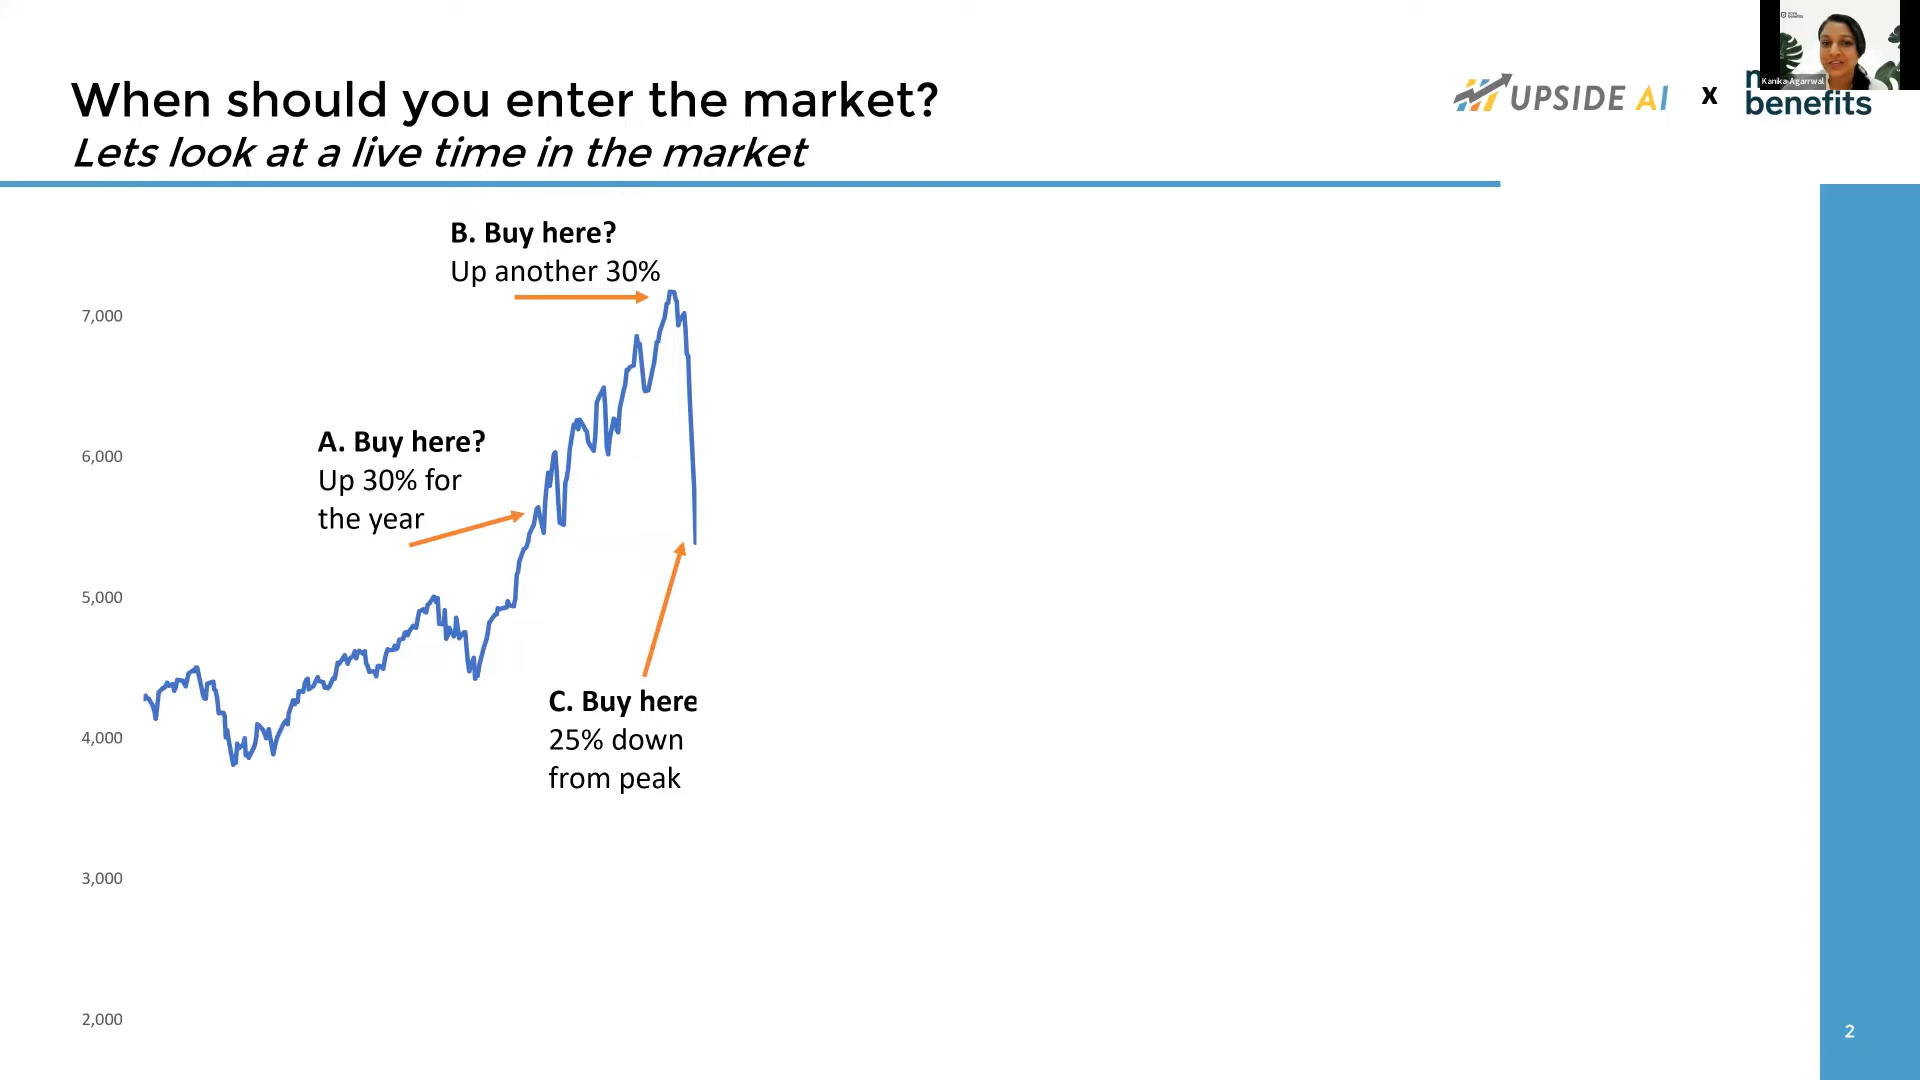 When should you enter the market?
Lets look at a live time in the market
UPSIDE AI
x
benefits
Kanika Agarrwal
B. Buy here?
Up another 30%
7,000
A. Buy here?
6,000
Up 30% for
the year
5,000
C. Buy here
4,000
25% down
from peak
3,000
2,000
2